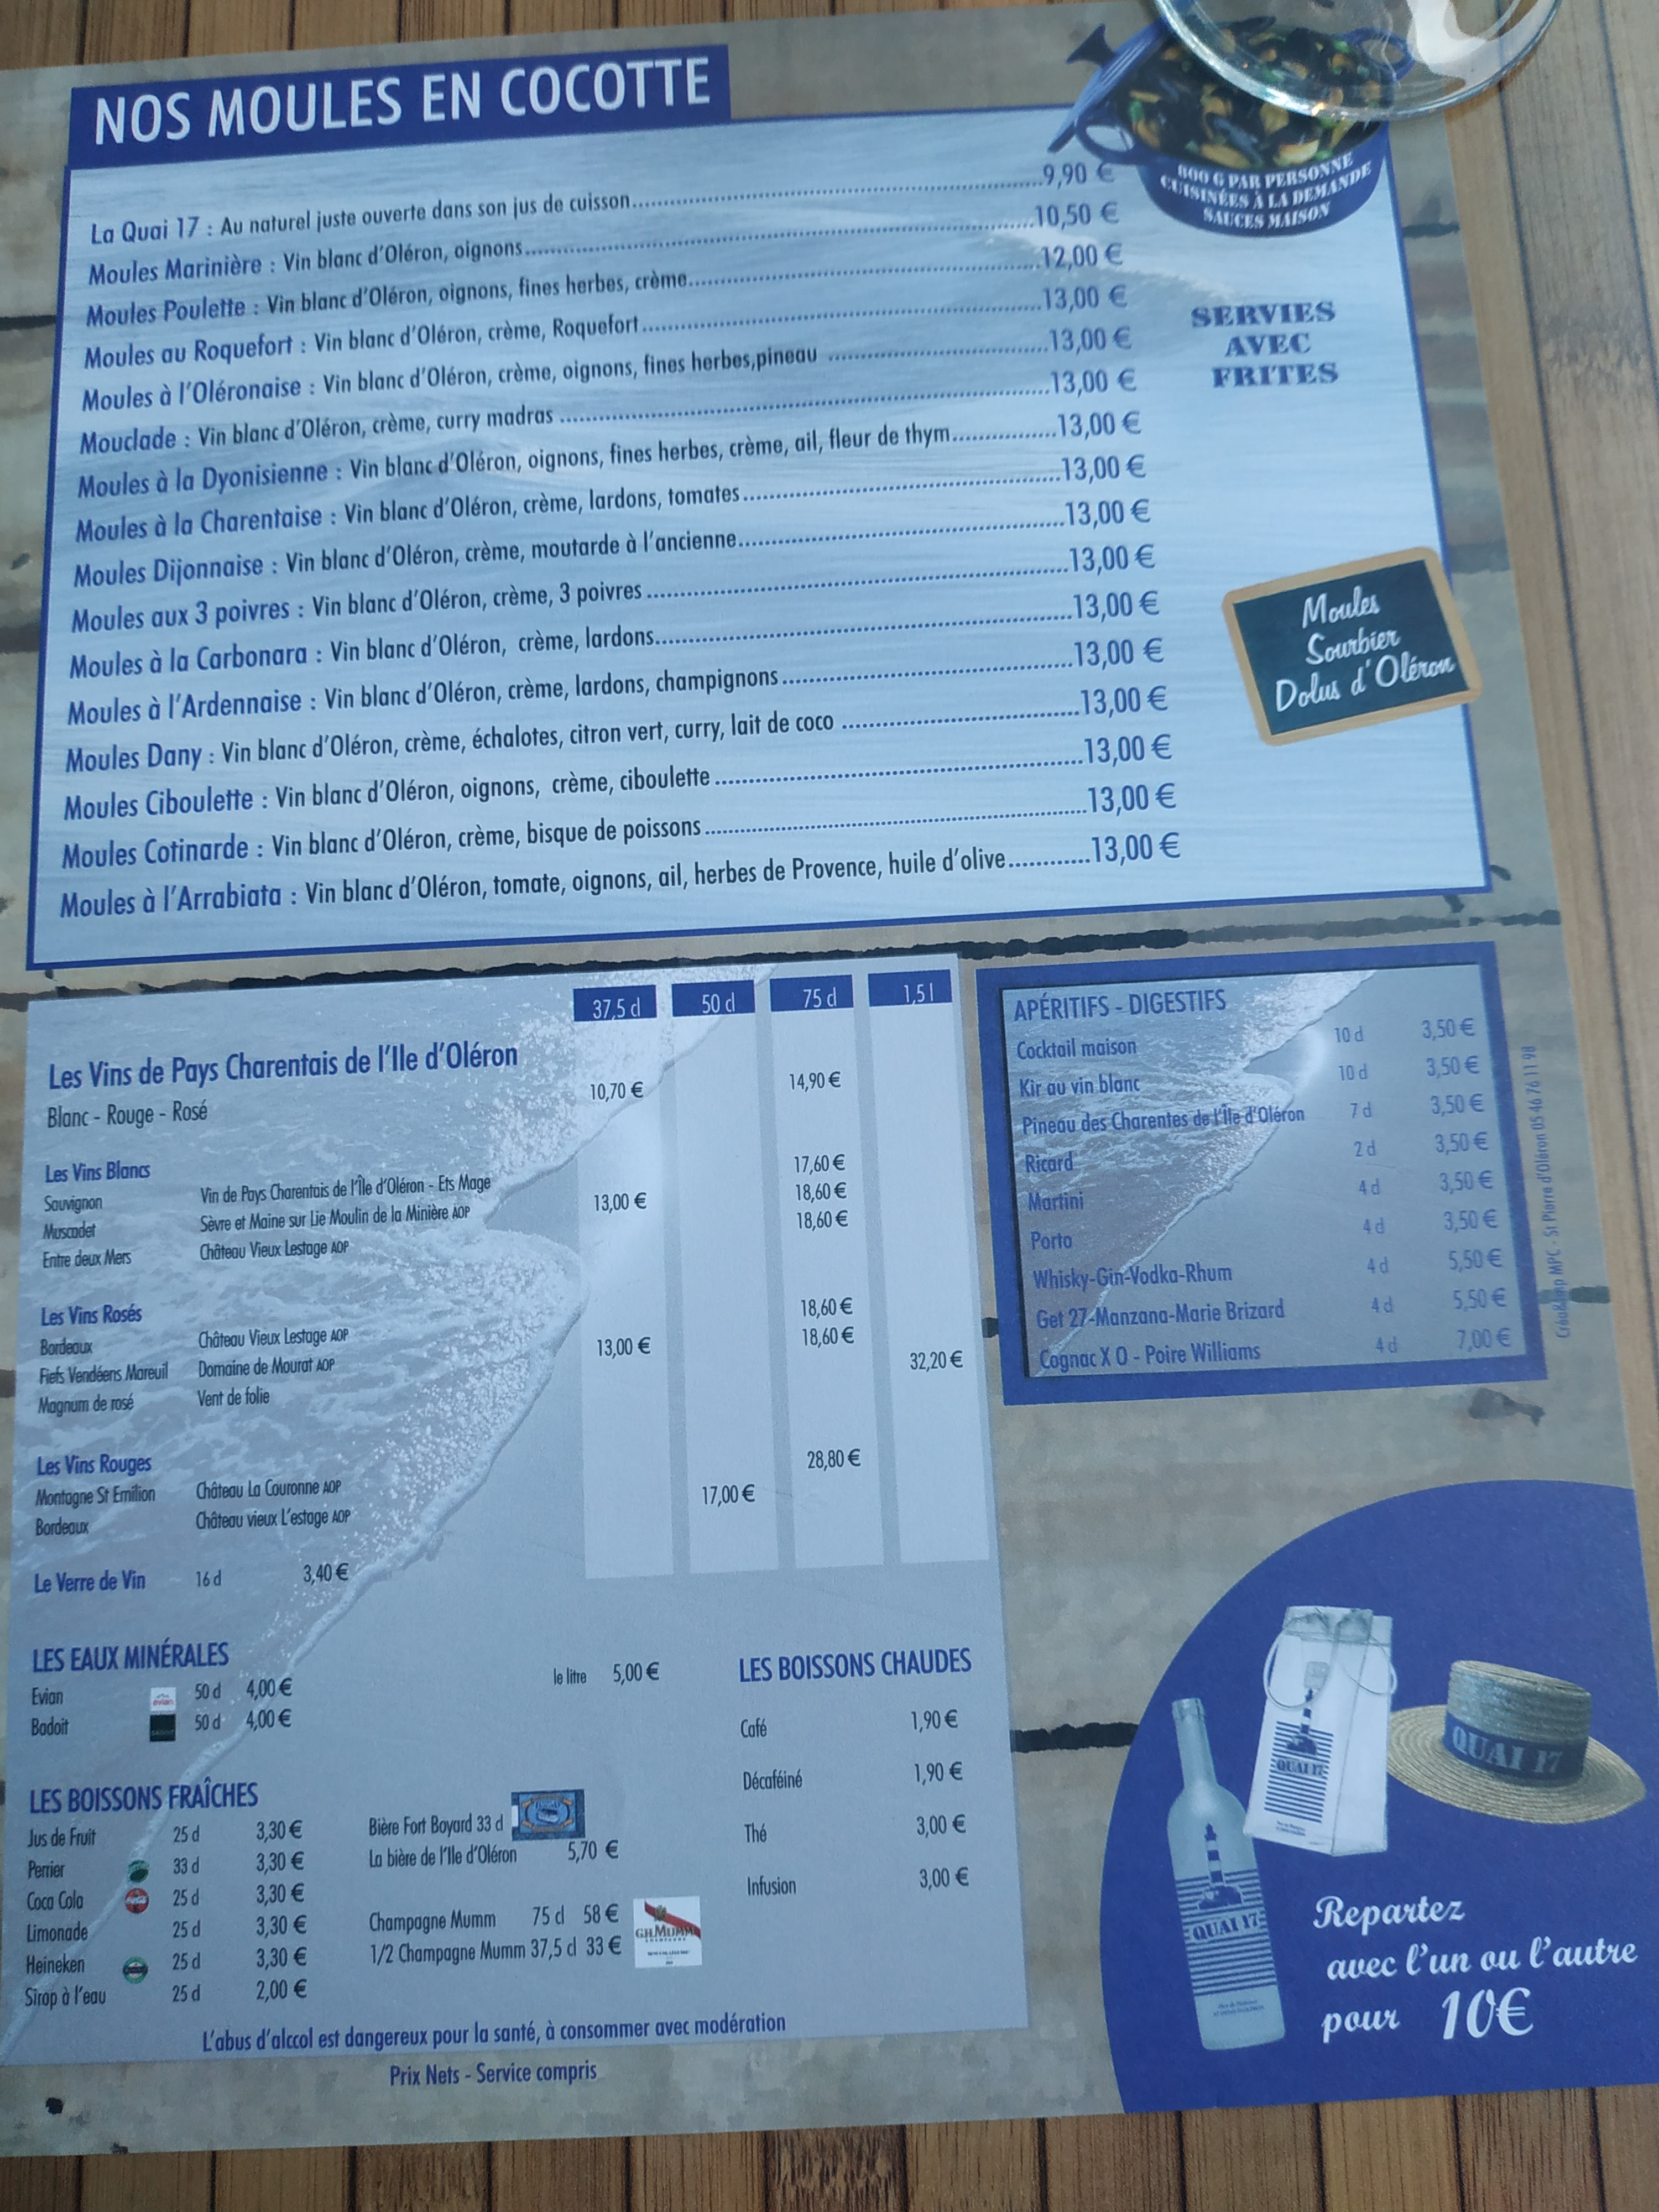 NOS MOULES EN COCOTTE
La Quai 17 : Au naturel juste ouverte dans son jus de cuisson 9,90 €
Moules Marinière : Vin blanc d'Oléron, oignons 10,50 €
Moules Poulette : Vin blanc d'Oléron, oignons, fines herbes, crème 12,00 €
Moules au Roquefort : Vin blanc d'Oléron, crème, Roquefort 13,00 €
Moules à l'Oléronaise : Vin blanc d'Oléron, crème, oignons, fines herbes,pineau 13,00 €
Mouclade : Vin blanc d'Oléron, crème, curry madras 13,00 €
Moules à la Dyonisienne : Vin blanc d'Oléron, oignons, fines herbes, crème, ail, fleur de thym 13,00 €
Moules à la Charentaise : Vin blanc d'Oléron, crème, lardons, tomates 13,00 €
Moules Dijonnaise : Vin blanc d'Oléron, crème, moutarde à l'ancienne 13,00 €
Moules aux 3 poivres : Vin blanc d'Oléron, crème, 3 poivres 13,00 €
Moules à la Carbonara : Vin blanc d'Oléron, crème, lardons 13,00 €
Moules à l'Ardennaise : Vin blanc d'Oléron, crème, lardons, champignons 13,00 €
Moules Dany : Vin blanc d'Oléron, crème, échalotes, citron vert, curry, lait de coco 13,00 €
Moules Ciboulette : Vin blanc d'Oléron, oignons, crème, ciboulette 13,00 €
Moules Cotinarde : Vin blanc d'Oléron, crème, bisque de poissons 13,00 €
Moules à l'Arrabiata : Vin blanc d'Oléron, tomate, oignons, ail, herbes de Provence, huile d'olive 13,00 €
G PAR PERSONNE
CUISINÉES À LA DEMANDE
SAUCES MAISON
SERVIES
AVEC
FRITES
Moules
Sourbier
Dolus d'Oléron
37,5 cl 50 cl 75 cl 1,5 l
Les Vins de Pays Charentais de l'Ile d'Oléron
Blanc - Rouge - Rosé 10,70 € 14,90 €
Les Vins Blancs
Sauvignon Vin de Pays Charentais de l'Île d'Oléron - Ets Mage 17,60 €
Muscadet Sèvre et Maine sur Lie Moulin de la Minière AOP 13,00 € 18,60 €
Entre deux Mers Château Vieux Lestage AOP 18,60 €
Les Vins Rosés
Bordeaux Château Vieux Lestage AOP 18,60 €
Fiefs Vendéens Mareuil Domaine de Mourat AOP 13,00 € 18,60 €
Magnum de rosé Vent de folie 32,20 €
Les Vins Rouges
Montagne St Emilion Château La Couronne AOP 28,80 €
Bordeaux Château vieux L'estage AOP 17,00 €
Le Verre de Vin 16 cl 3,40 €
LES EAUX MINÉRALES
Evian evian 50 cl 4,00 € le litre 5,00 €
Badoit 50 cl 4,00 €
LES BOISSONS FRAÎCHES
Jus de Fruit 25 cl 3,30 €
Perrier 33 cl 3,30 €
Coca Cola 25 cl 3,30 €
Limonade 25 cl 3,30 €
Heineken 25 cl 3,30 €
Sirop à l'eau 25 cl 2,00 €
Bière Fort Boyard 33 cl
La bière de l'Ile d'Oléron 5,70 €
Champagne Mumm 75 cl 58 €
1/2 Champagne Mumm 37,5 cl 33 €
G.H.MUMM
LES BOISSONS CHAUDES
Café 1,90 €
Décaféiné 1,90 €
Thé 3,00 €
Infusion 3,00 €
L'abus d'alccol est dangereux pour la santé, à consommer avec modération
Prix Nets - Service compris
APÉRITIFS - DIGESTIFS
Cocktail maison 10 cl 3,50 €
Kir au vin blanc 10 cl 3,50 €
Pineau des Charentes de l'Île d'Oléron 7 cl 3,50 €
Ricard 2 cl 3,50 €
Martini 4 cl 3,50 €
Porto 4 cl 3,50 €
Whisky-Gin-Vodka-Rhum 4 cl 5,50 €
Get 27-Manzana-Marie Brizard 4 cl 5,50 €
Cognac X O - Poire Williams 4 cl 7,00 €
MPC - St Pierre d'Oléron 05 46 76 11 98
QUAI 17
QUAI 17
QUAI 17
Repartez
avec l'un ou l'autre
pour 10€